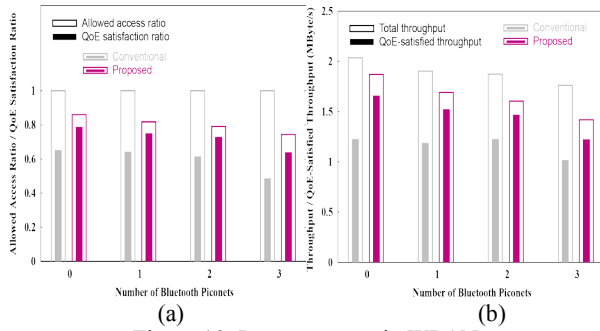 Allowed Access Ratio / QoE Satisfaction Ratio
Allowed access ratio
QoE satisfaction ratio
Conventional
Proposed
1
0.8
0.6
0.4
0.2
0
0 1 2 3
Number of Bluetooth Piconets
(a)
Throughput / QoE-Satisfied Throughput (MByte/s)
Total throughput
QoE-satisfied throughput
Conventional
Proposed
2.5
2
1.5
1
0.5
0
0 1 2 3
Number of Bluetooth Piconets
(b)